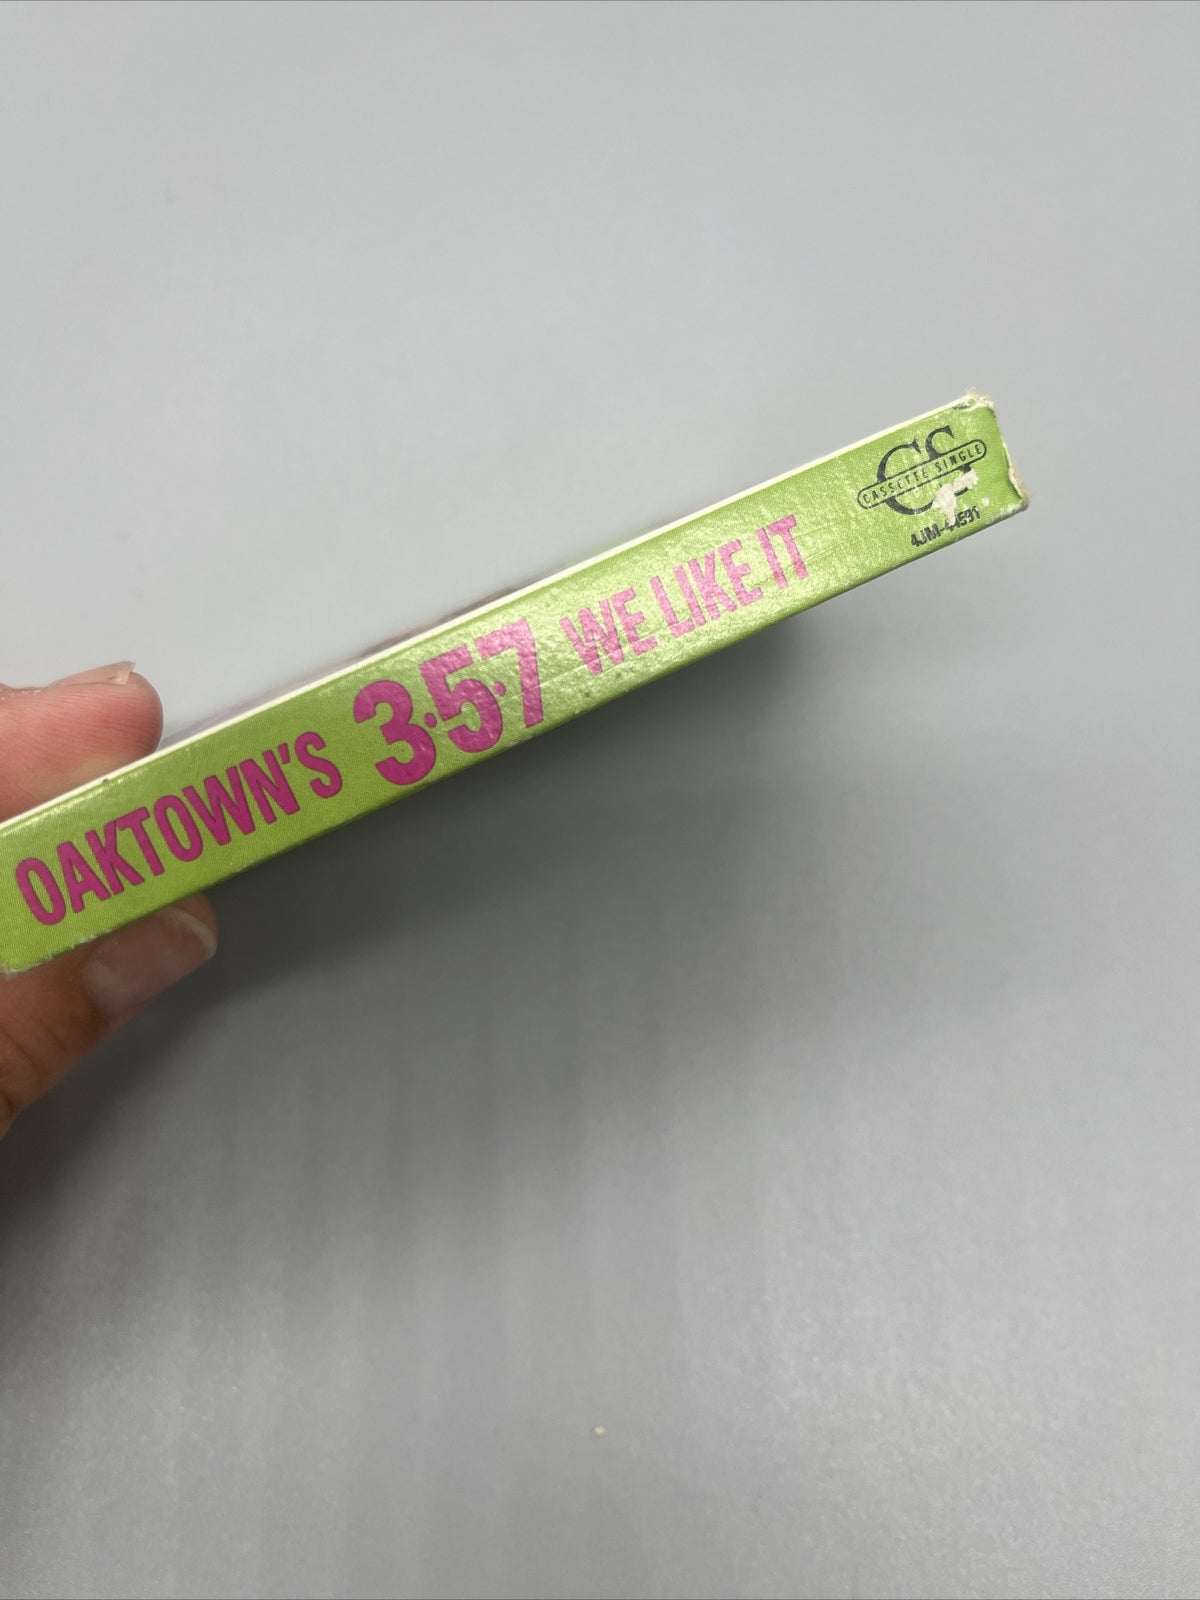 OAKTOWN'S 3.5.7 WE LIKE IT
CS
CASSETTE SINGLE